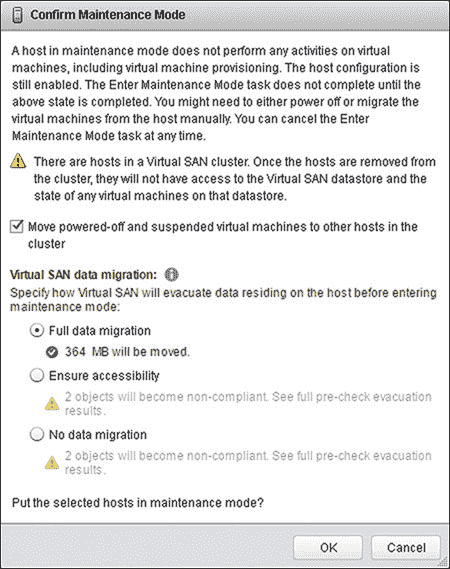 Confirm Maintenance Mode
A host in maintenance mode does not perform any activities on virtual
machines, including virtual machine provisioning. The host configuration is
still enabled. The Enter Maintenance Mode task does not complete until the
above state is completed. You might need to either power off or migrate the
virtual machines from the host manually. You can cancel the Enter
Maintenance Mode task at any time.
There are hosts in a Virtual SAN cluster. Once the hosts are removed from
the cluster, they will not have access to the Virtual SAN datastore and the
state of any virtual machines on that datastore.
Move powered-off and suspended virtual machines to other hosts in the
cluster
Virtual SAN data migration:
Specify how Virtual SAN will evacuate data residing on the host before entering
maintenance mode:
Full data migration
364 MB will be moved.
Ensure accessibility
2 objects will become non-compliant. See full pre-check evacuation
results.
No data migration
2 objects will become non-compliant. See full pre-check evacuation
results.
Put the selected hosts in maintenance mode?
OK Cancel